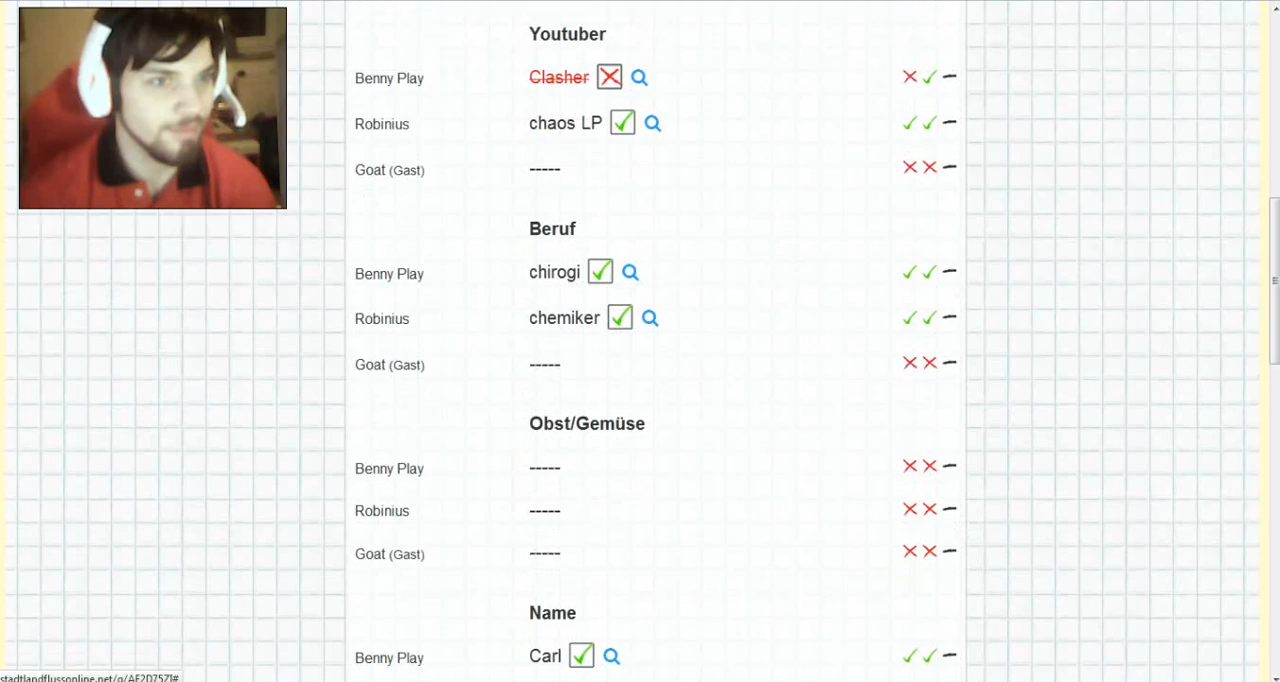 Youtuber
Benny Play Clasher
Robinius chaos LP
Goat (Gast) -----
Beruf
Benny Play chirogi
Robinius chemiker
Goat (Gast) -----
Obst/Gemüse
Benny Play -----
Robinius -----
Goat (Gast) -----
Name
Benny Play Carl